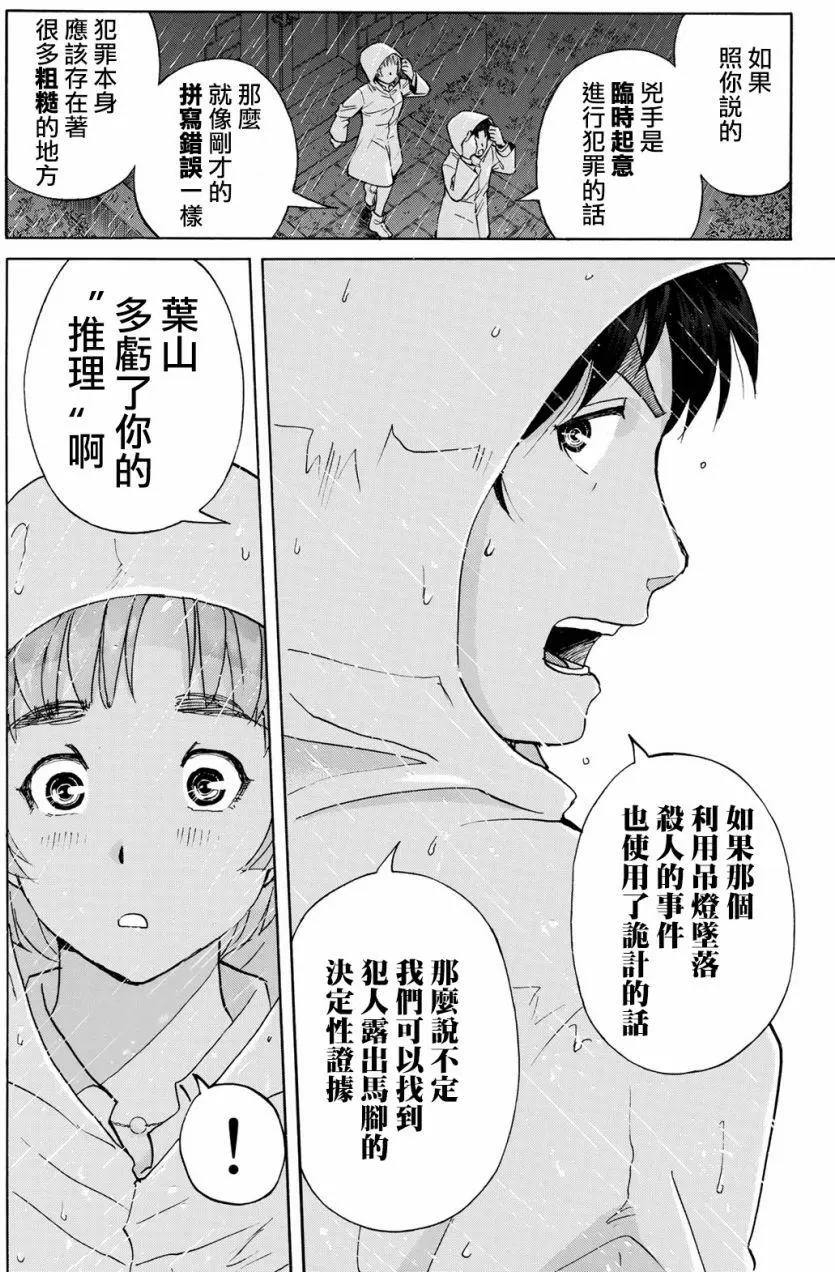 如果
照你説的
兇手是
臨時起意
進行犯罪的話
那麼
就像剛才的
拼寫錯誤一樣
犯罪本身
應該存在著
很多粗糙的地方
如果那個
利用吊燈墜落
殺人的事件
也使用了詭計的話
那麼說不定
我們可以找到
犯人露出馬腳的
決定性證據
葉山
多虧了你的
”推理“啊
！